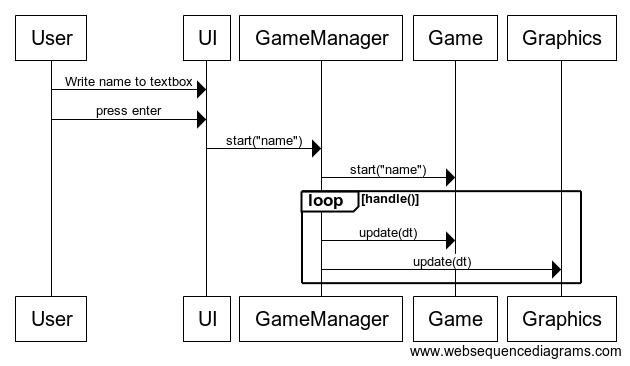 User UI GameManager Game Graphics
Write name to textbox
press enter
start("name")
start("name")
loop [handle()]
update(dt)
update(dt)
User UI GameManager Game Graphics
www.websequencediagrams.com